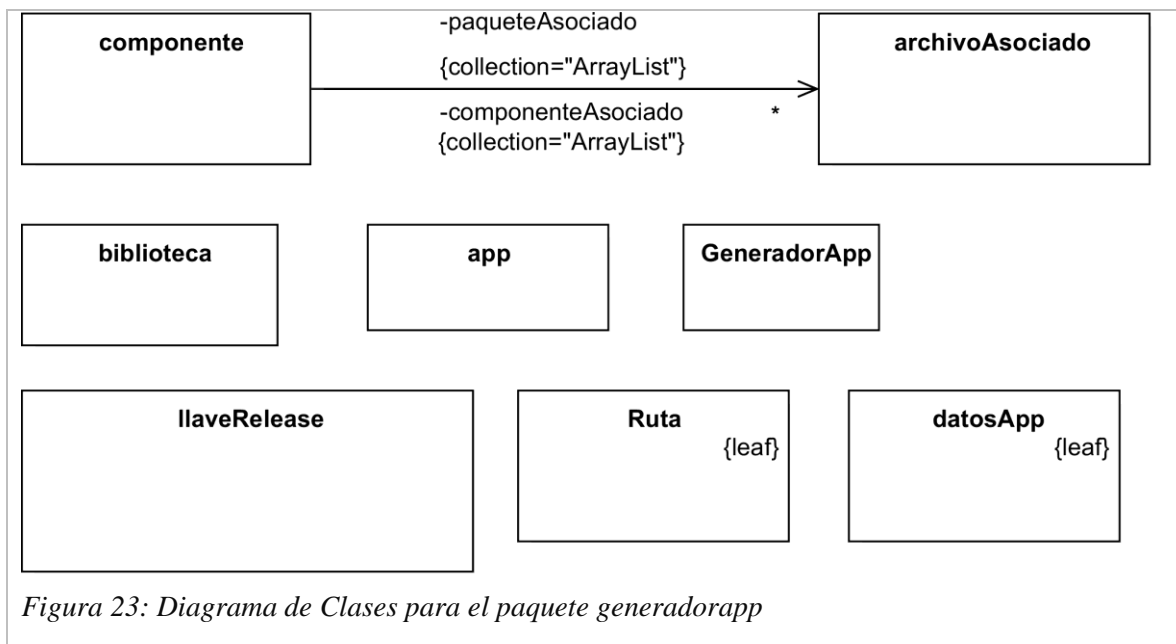 componente
-paqueteAsociado
{collection="ArrayList"}
-componenteAsociado
{collection="ArrayList"}
*
archivoAsociado
biblioteca
app
GeneradorApp
llaveRelease
Ruta
{leaf}
datosApp
{leaf}
Figura 23: Diagrama de Clases para el paquete generadorapp